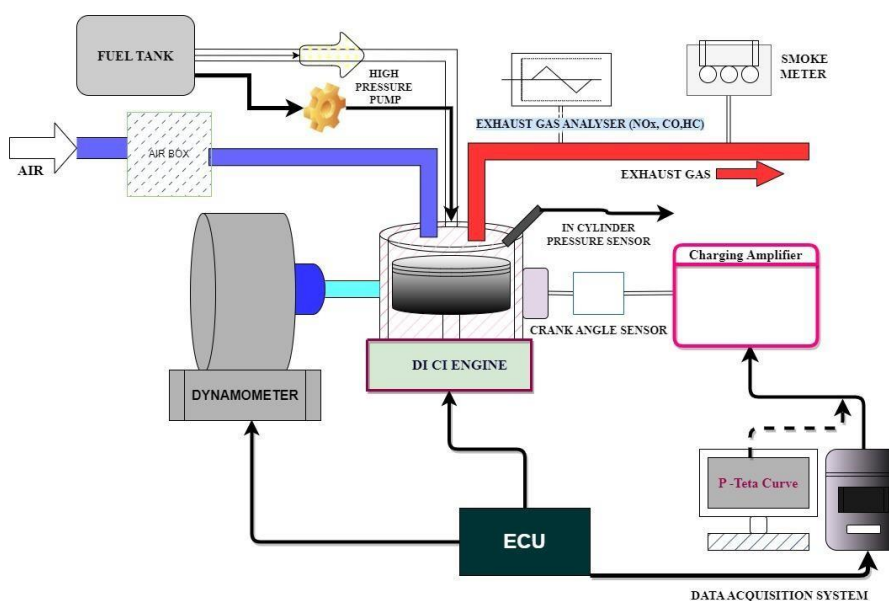 FUEL TANK
HIGH
PRESSURE
PUMP
SMOKE
METER
EXHAUST GAS ANALYSER (NOx, CO,HC)
AIR
AIR BOX
EXHAUST GAS
IN CYLINDER
PRESSURE SENSOR
Charging Amplifier
CRANK ANGLE SENSOR
DI CI ENGINE
DYNAMOMETER
P -Teta Curve
ECU
DATA ACQUISITION SYSTEM